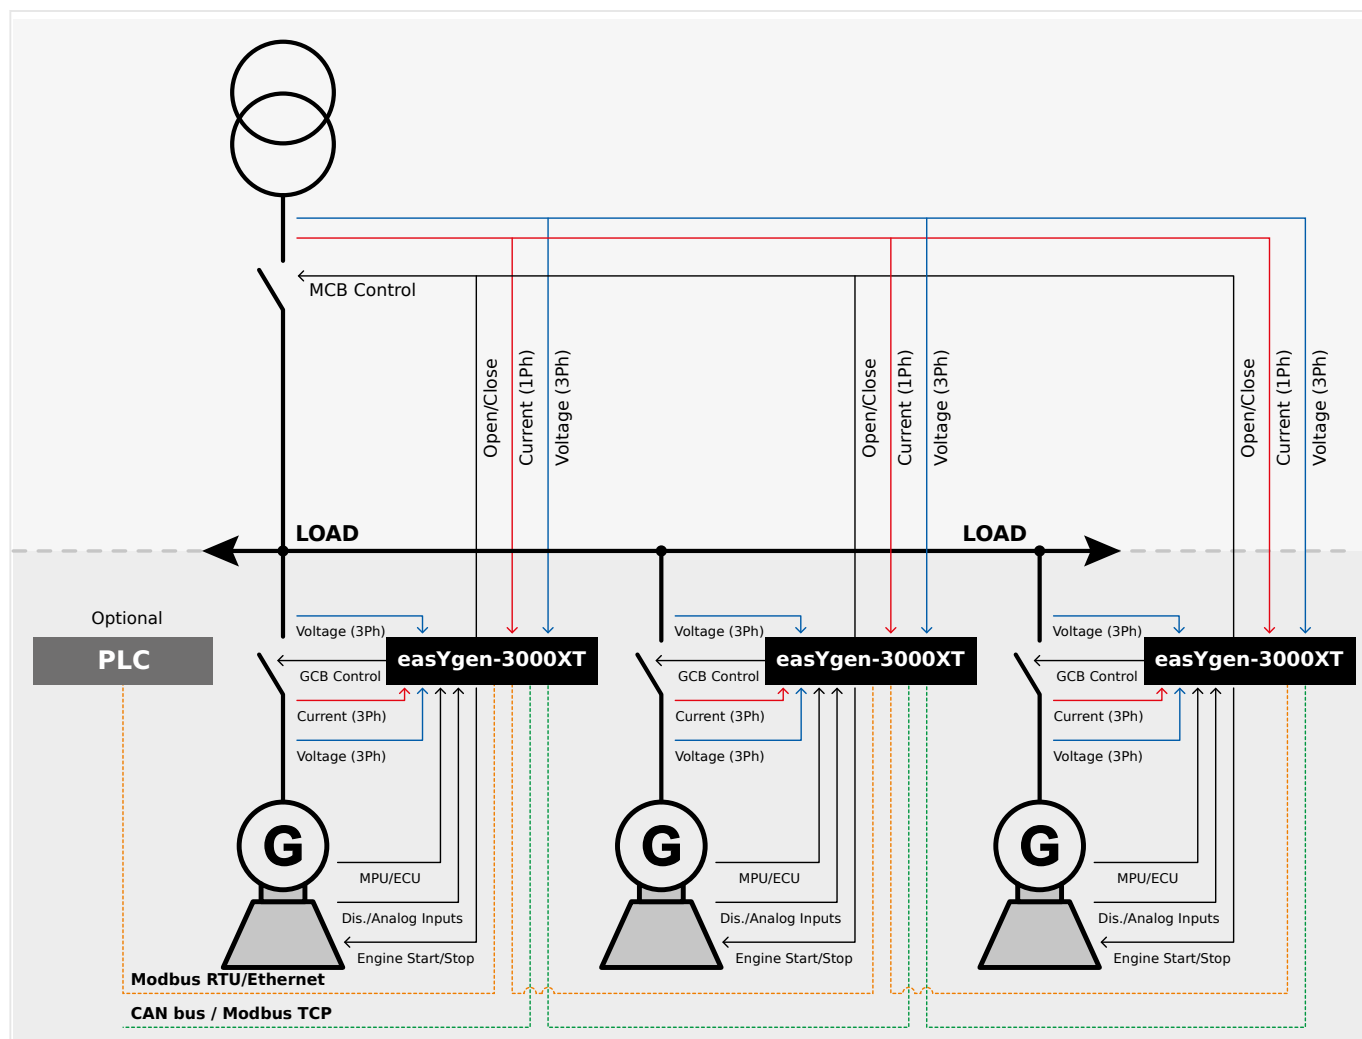 MCB Control
Open/Close
Current (1Ph)
Voltage (3Ph)
Open/Close
Current (1Ph)
Voltage (3Ph)
Open/Close
Current (1Ph)
Voltage (3Ph)
LOAD
LOAD
Optional
PLC
Voltage (3Ph)
easYgen-3000XT
GCB Control
Current (3Ph)
Voltage (3Ph)
G
MPU/ECU
Dis./Analog Inputs
Engine Start/Stop
Voltage (3Ph)
easYgen-3000XT
GCB Control
Current (3Ph)
Voltage (3Ph)
G
MPU/ECU
Dis./Analog Inputs
Engine Start/Stop
Voltage (3Ph)
easYgen-3000XT
GCB Control
Current (3Ph)
Voltage (3Ph)
G
MPU/ECU
Dis./Analog Inputs
Engine Start/Stop
Modbus RTU/Ethernet
CAN bus / Modbus TCP